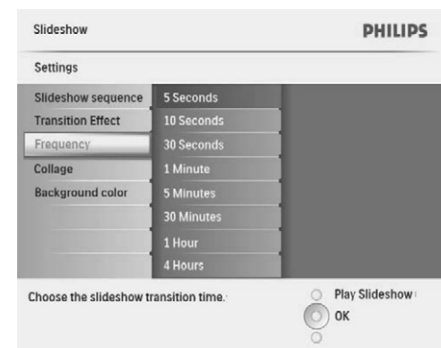 Slideshow PHILIPS
Settings
Slideshow sequence 5 Seconds
Transition Effect 10 Seconds
Frequency 30 Seconds
Collage 1 Minute
Background color 5 Minutes
30 Minutes
1 Hour
4 Hours
Choose the slideshow transition time. Play Slideshow
OK